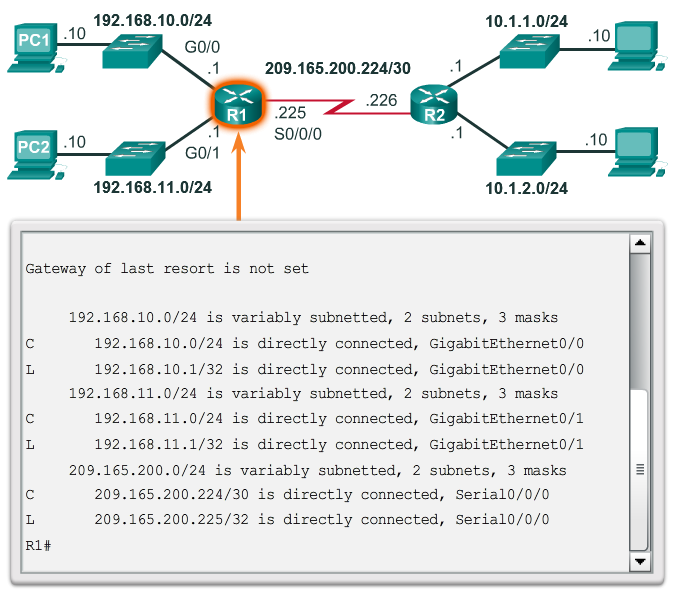 192.168.10.0/24
10.1.1.0/24
PC1
.10
G0/0
.10
.1
209.165.200.224/30
.1
.226
R1
.225
R2
PC2
.10
.1
S0/0/0
.1
.10
G0/1
192.168.11.0/24
10.1.2.0/24
Gateway of last resort is not set
192.168.10.0/24 is variably subnetted, 2 subnets, 3 masks
C 192.168.10.0/24 is directly connected, GigabitEthernet0/0
L 192.168.10.1/32 is directly connected, GigabitEthernet0/0
192.168.11.0/24 is variably subnetted, 2 subnets, 3 masks
C 192.168.11.0/24 is directly connected, GigabitEthernet0/1
L 192.168.11.1/32 is directly connected, GigabitEthernet0/1
209.165.200.0/24 is variably subnetted, 2 subnets, 3 masks
C 209.165.200.224/30 is directly connected, Serial0/0/0
L 209.165.200.225/32 is directly connected, Serial0/0/0
R1#